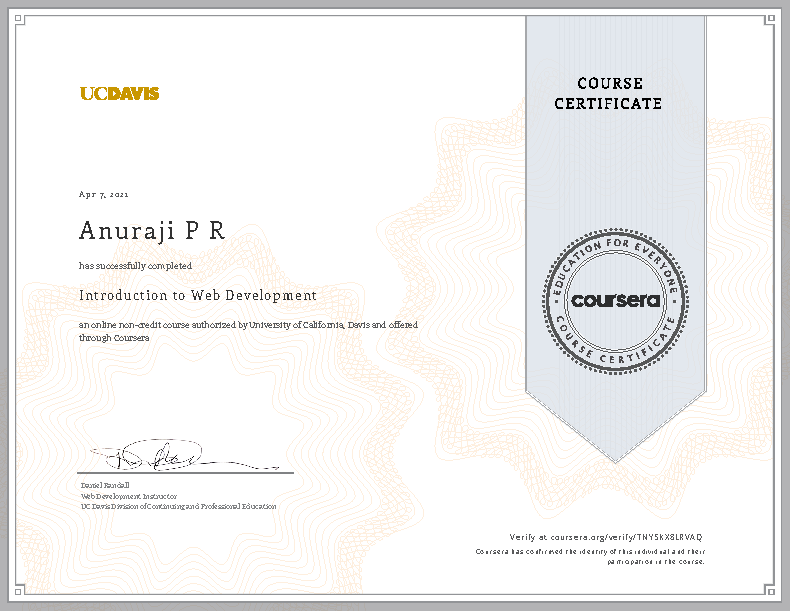 UCDAVIS
COURSE
CERTIFICATE
Apr 7, 2021
Anuraji P R
has successfully completed
Introduction to Web Development
an online non-credit course authorized by University of California, Davis and offered
through Coursera
EDUCATION FOR EVERYONE
coursera
COURSE CERTIFICATE
Daniel Randall
Web Development Instructor
UC Davis Division of Continuing and Professional Education
Verify at coursera.org/verify/TNYSKX8LRVAQ
Coursera has confirmed the identity of this individual and their
participation in the course.